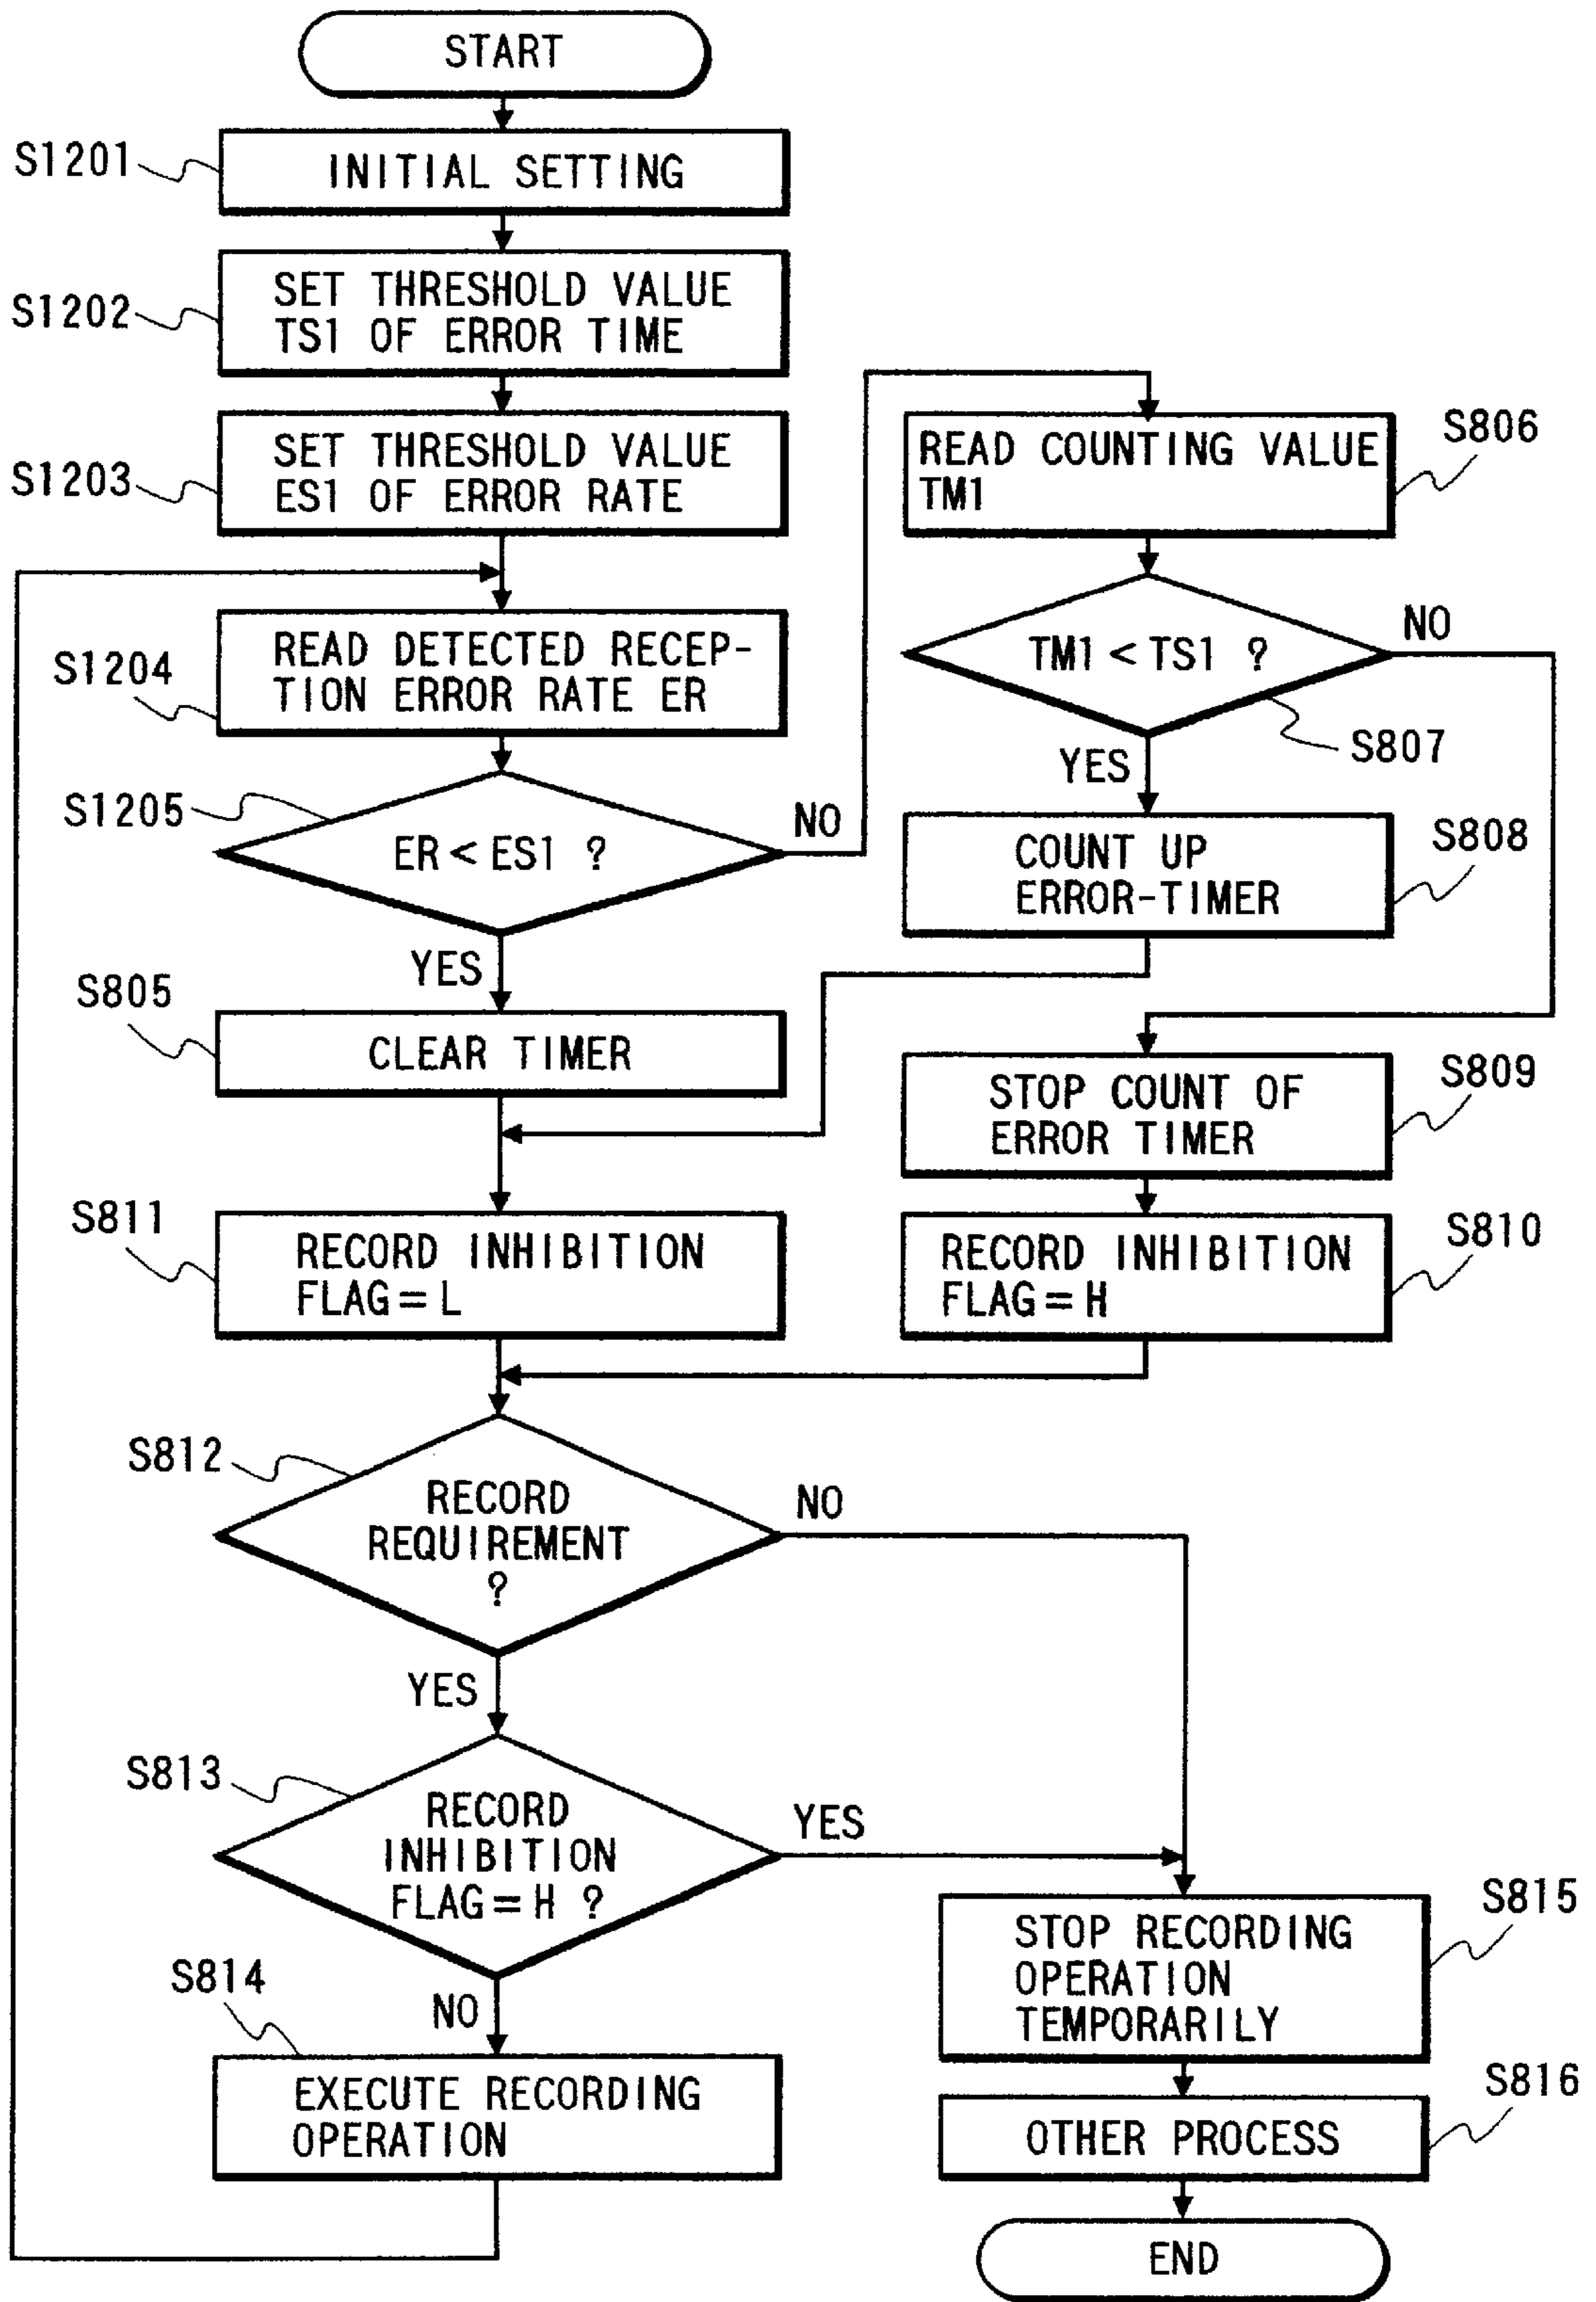 START
S1201
INITIAL SETTING
S1202
SET THRESHOLD VALUE
TS1 OF ERROR TIME
S1203
SET THRESHOLD VALUE
ES1 OF ERROR RATE
S1204
READ DETECTED RECEP-
TION ERROR RATE ER
S1205
ER < ES1 ?
NO
YES
S805
CLEAR TIMER
S806
READ COUNTING VALUE
TM1
TM1 < TS1 ?
NO
S807
YES
S808
COUNT UP
ERROR-TIMER
S809
STOP COUNT OF
ERROR TIMER
S811
RECORD INHIBITION
FLAG = L
S810
RECORD INHIBITION
FLAG = H
S812
RECORD
REQUIREMENT
?
NO
YES
S813
RECORD
INHIBITION
FLAG = H ?
YES
NO
S814
EXECUTE RECORDING
OPERATION
S815
STOP RECORDING
OPERATION
TEMPORARILY
S816
OTHER PROCESS
END